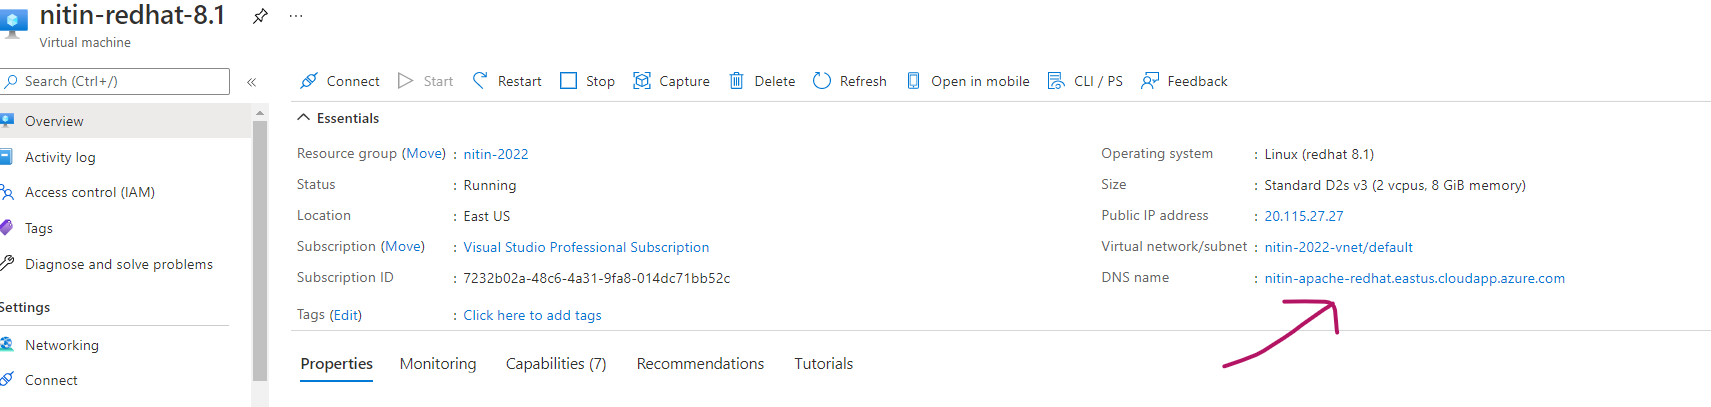 nitin-redhat-8.1
Virtual machine
Search (Ctrl+/)
Connect Start Restart Stop Capture Delete Refresh Open in mobile CLI / PS Feedback
Overview
Activity log
Access control (IAM)
Tags
Diagnose and solve problems
Settings
Networking
Connect
Essentials
Resource group (Move) : nitin-2022
Status : Running
Location : East US
Subscription (Move) : Visual Studio Professional Subscription
Subscription ID : 7232b02a-48c6-4a31-9fa8-014dc71bb52c
Tags (Edit) : Click here to add tags
Operating system : Linux (redhat 8.1)
Size : Standard D2s v3 (2 vcpus, 8 GiB memory)
Public IP address : 20.115.27.27
Virtual network/subnet : nitin-2022-vnet/default
DNS name : nitin-apache-redhat.eastus.cloudapp.azure.com
Properties Monitoring Capabilities (7) Recommendations Tutorials